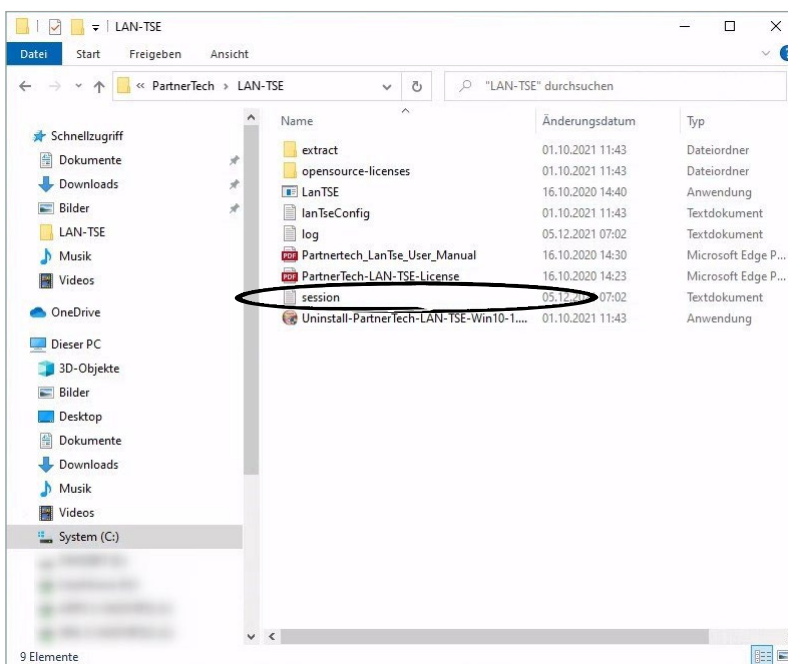 LAN-TSE
Datei Start Freigeben Ansicht
« PartnerTech › LAN-TSE "LAN-TSE" durchsuchen
Name Änderungsdatum Typ
Schnellzugriff
Dokumente
Downloads
Bilder
LAN-TSE
Musik
Videos
OneDrive
Dieser PC
3D-Objekte
Bilder
Desktop
Dokumente
Downloads
Musik
Videos
System (C:)
extract 01.10.2021 11:43 Dateiordner
opensource-licenses 01.10.2021 11:43 Dateiordner
LanTSE 16.10.2020 14:40 Anwendung
lanTseConfig 01.10.2021 11:43 Textdokument
log 05.12.2021 07:02 Textdokument
PDF Partnertech_LanTse_User_Manual 16.10.2020 14:30 Microsoft Edge P...
PDF PartnerTech-LAN-TSE-License 16.10.2020 14:23 Microsoft Edge P...
session 07:02 Textdokument
Uninstall-PartnerTech-LAN-TSE-Win10-1.... 01.10.2021 11:43 Anwendung
9 Elemente